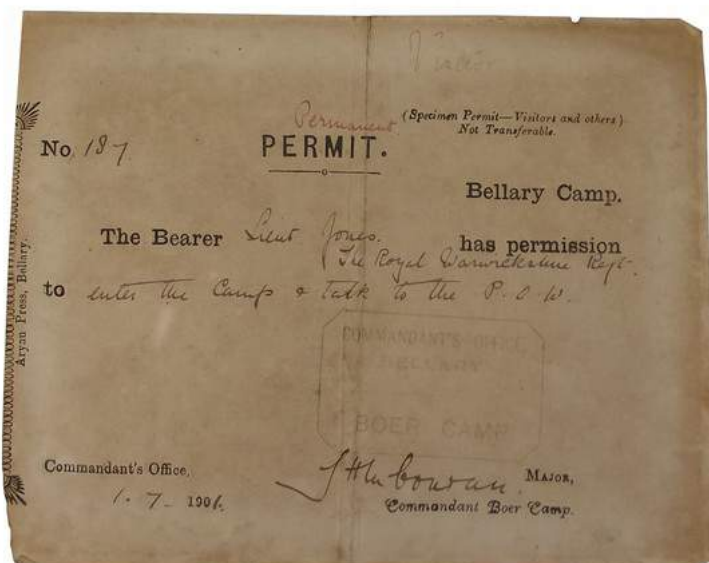 (Specimen Permit—Visitors and others)
Not Transferable.
Permanent
No. 187
PERMIT.
Bellary Camp.
The Bearer Lieut Jones. has permission
The Royal Warwickshire Regt.
to enter the Camp & talk to the P.O.W.
COMMANDANT'S OFFICE,
BELLARY
BOER CAMP
Commandant's Office,
MAJOR,
1-7-1901.
Commandant Boer Camp.
Aryan Press, Bellary.